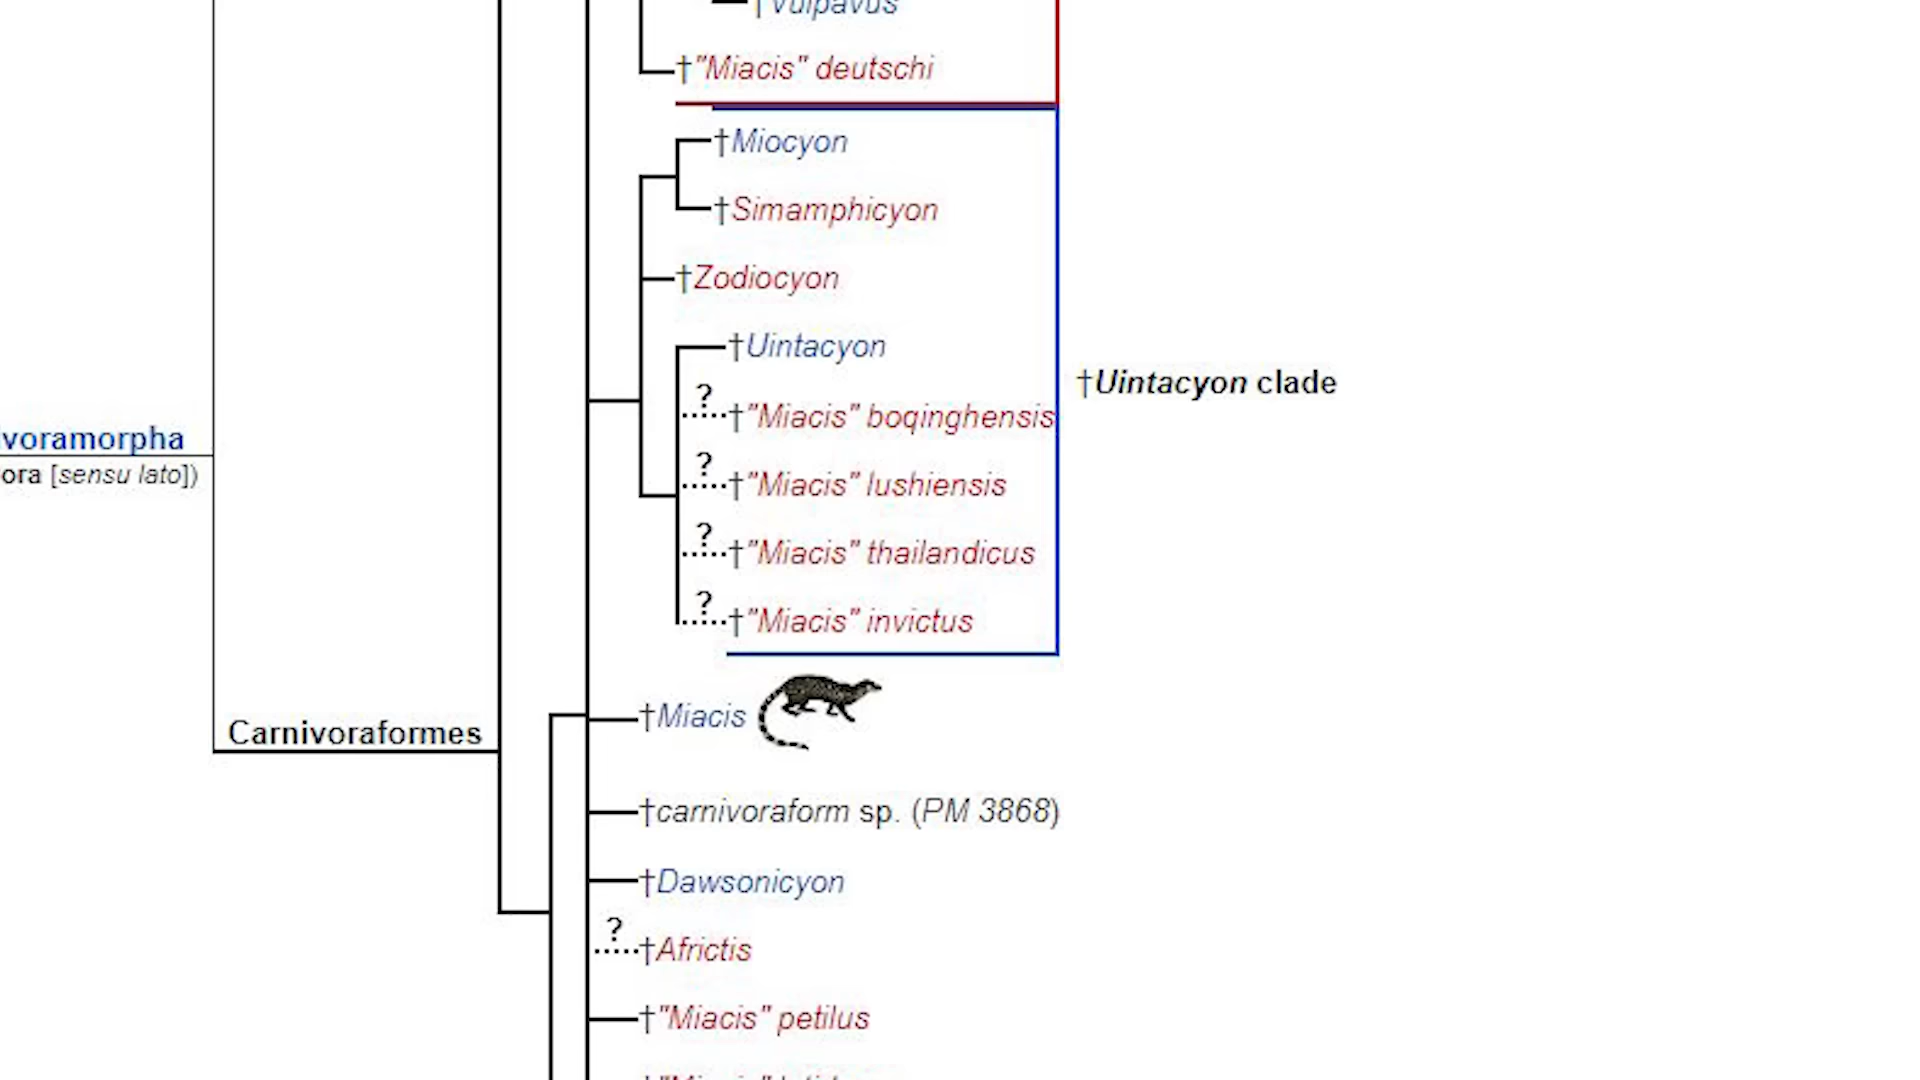 †Vulpavus
†"Miacis" deutschi
†Miocyon
†Simamphicyon
†Zodiocyon
†Uintacyon
†Uintacyon clade
?
†"Miacis" boqinghensis
voramorpha
ora [sensu lato])
?
†"Miacis" lushiensis
?
†"Miacis" thailandicus
?
†"Miacis" invictus
†Miacis
Carnivoraformes
†carnivoraform sp. (PM 3868)
†Dawsonicyon
?
†Africtis
†"Miacis" petilus